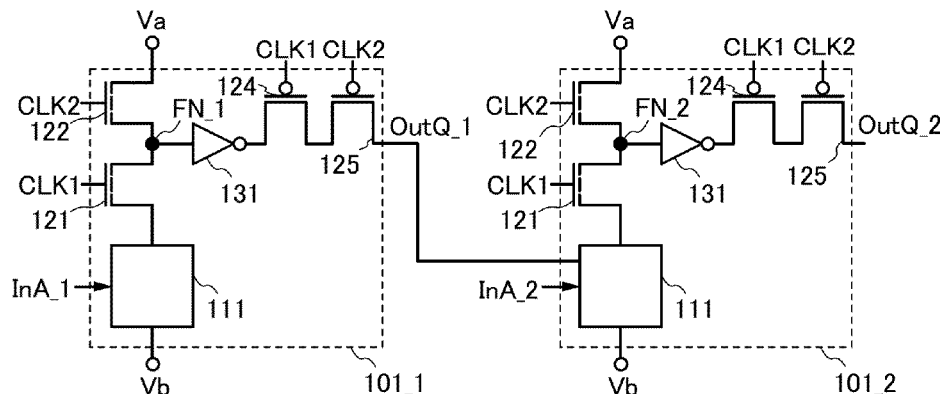 Va Va
CLK1 CLK2 CLK1 CLK2
124 124
CLK2 FN_1 CLK2 FN_2
122 OutQ_1 122 OutQ_2
125 125
CLK1 131 CLK1 131
121 121
InA_1 InA_2
111 111
Vb 101_1 Vb 101_2